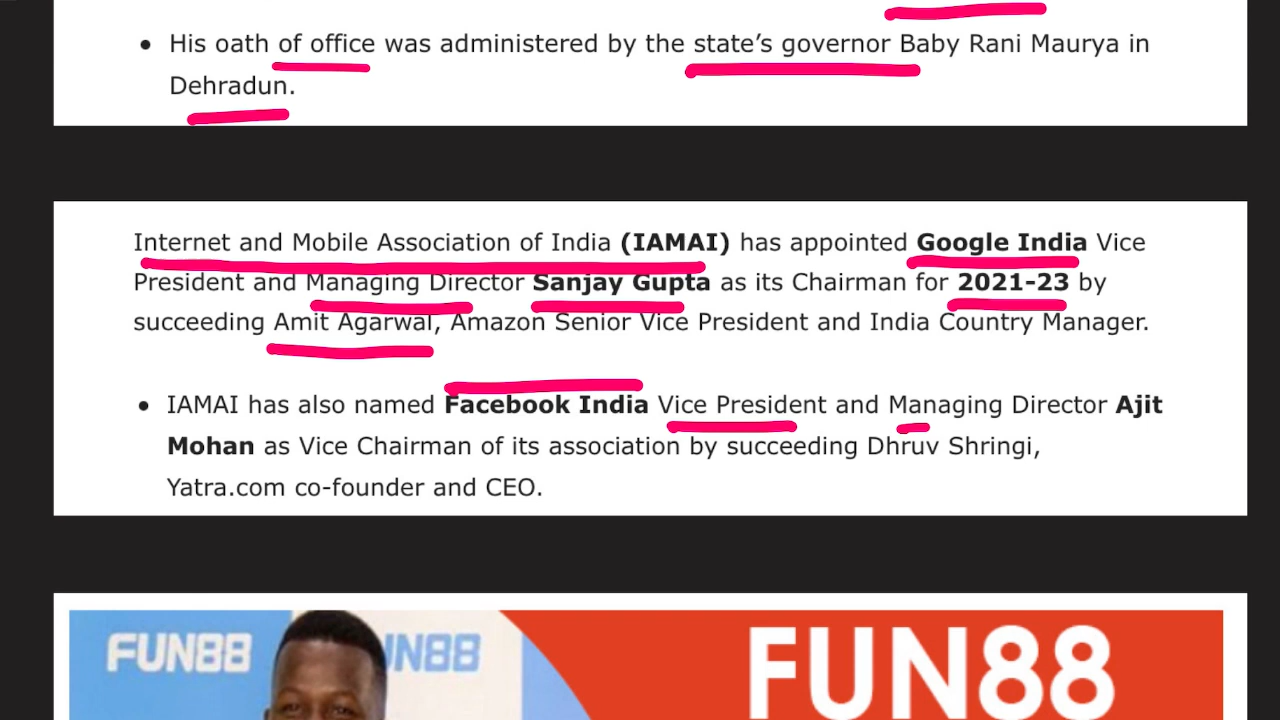 • His oath of office was administered by the state’s governor Baby Rani Maurya in
Dehradun.
Internet and Mobile Association of India (IAMAI) has appointed Google India Vice
President and Managing Director Sanjay Gupta as its Chairman for 2021-23 by
succeeding Amit Agarwal, Amazon Senior Vice President and India Country Manager.
• IAMAI has also named Facebook India Vice President and Managing Director Ajit
Mohan as Vice Chairman of its association by succeeding Dhruv Shringi,
Yatra.com co-founder and CEO.
FUN88 UN88
FUN88